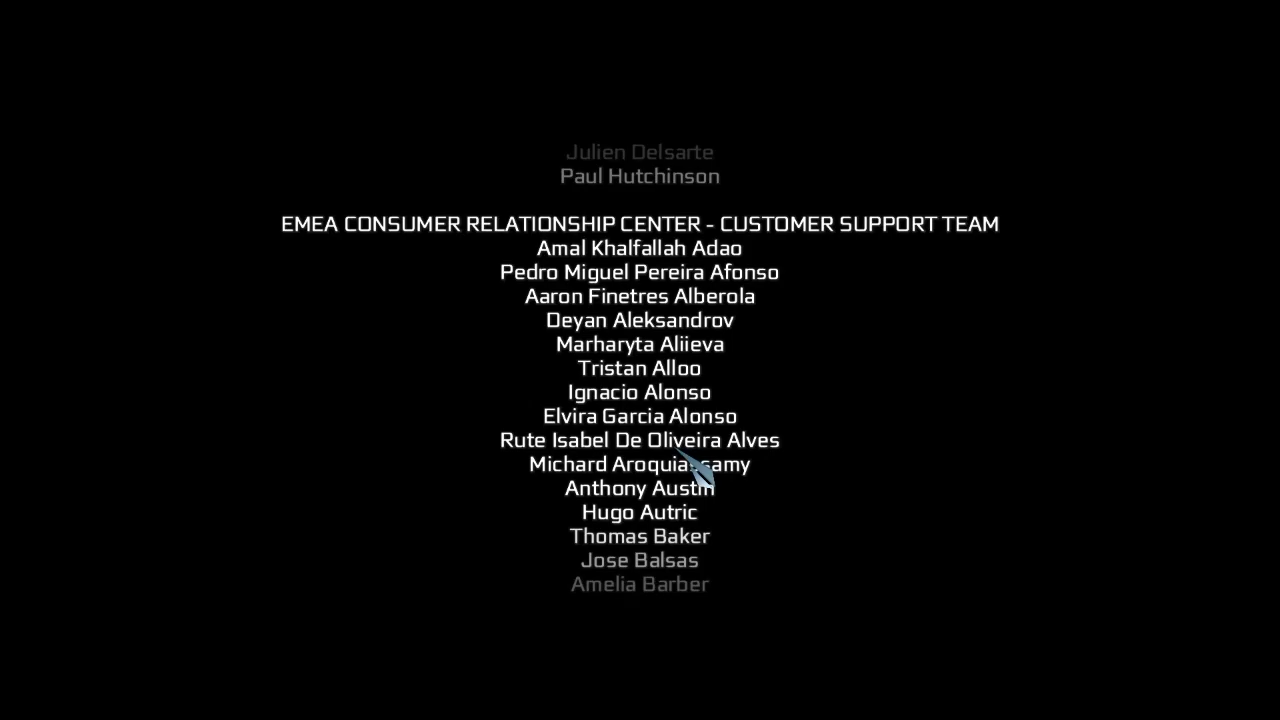 Julien Delsarte
Paul Hutchinson
EMEA CONSUMER RELATIONSHIP CENTER - CUSTOMER SUPPORT TEAM
Amal Khalfallah Adao
Pedro Miguel Pereira Afonso
Aaron Finetres Alberola
Deyan Aleksandrov
Marharyta Aliieva
Tristan Alloo
Ignacio Alonso
Elvira Garcia Alonso
Rute Isabel De Oliveira Alves
Michard Aroquiassamy
Anthony Austin
Hugo Autric
Thomas Baker
Jose Balsas
Amelia Barber